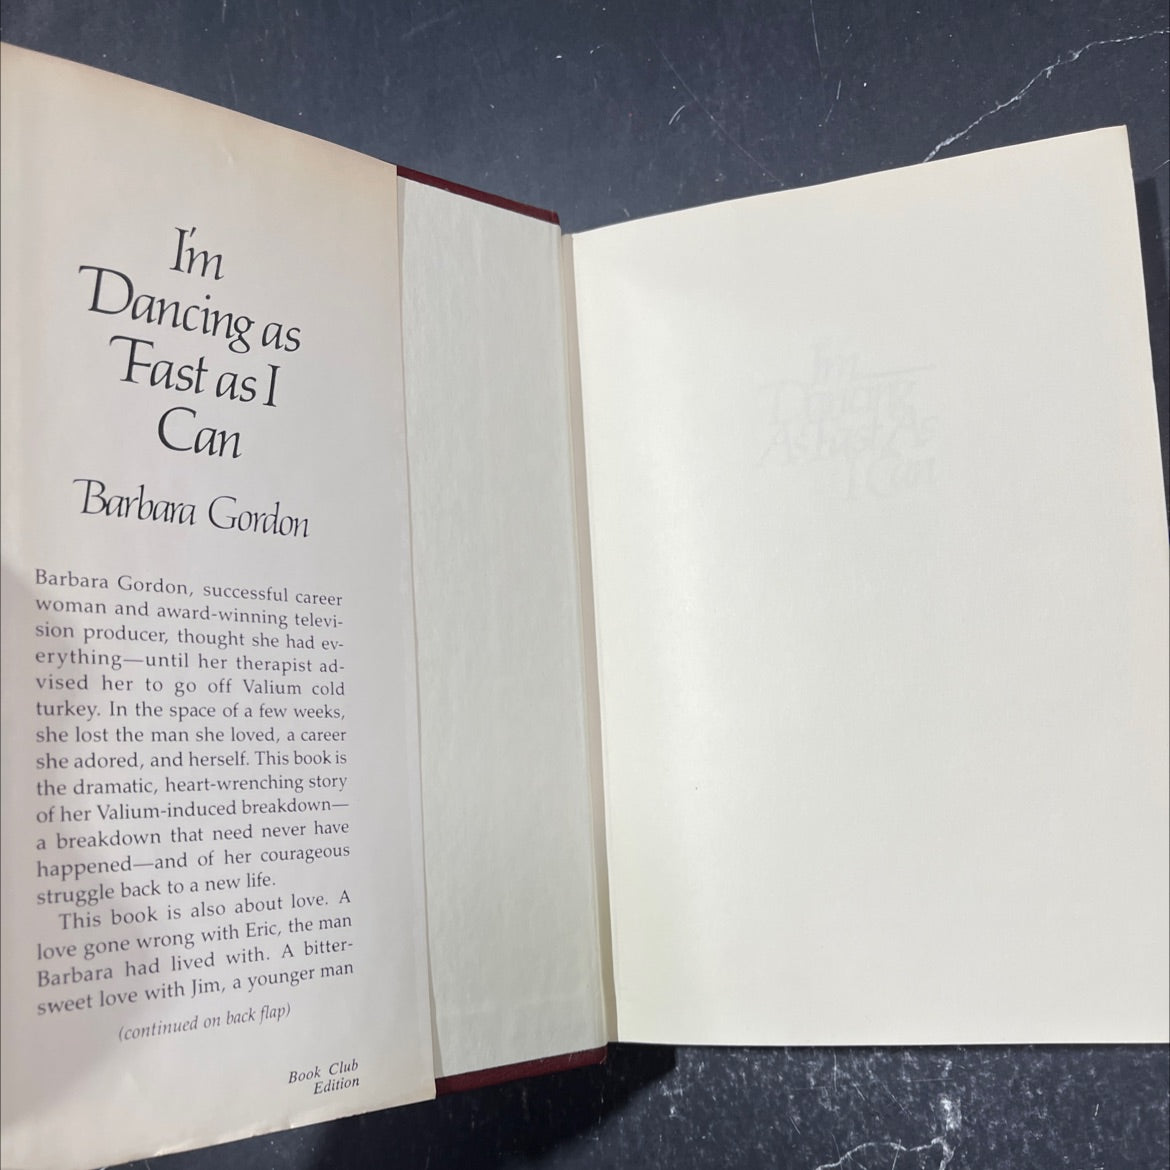 I'm
Dancing as
Fast as I
Can
Barbara Gordon
Barbara Gordon, successful career
woman and award-winning televi-
sion producer, thought she had ev-
erything—until her therapist ad-
vised her to go off Valium cold
turkey. In the space of a few weeks,
she lost the man she loved, a career
she adored, and herself. This book is
the dramatic, heart-wrenching story
of her Valium-induced breakdown—
a breakdown that need never have
happened—and of her courageous
struggle back to a new life.
This book is also about love. A
love gone wrong with Eric, the man
Barbara had lived with. A bitter-
sweet love with Jim, a younger man
(continued on back flap)
Book Club
Edition
I'm
Dancing
As Fast As
I Can